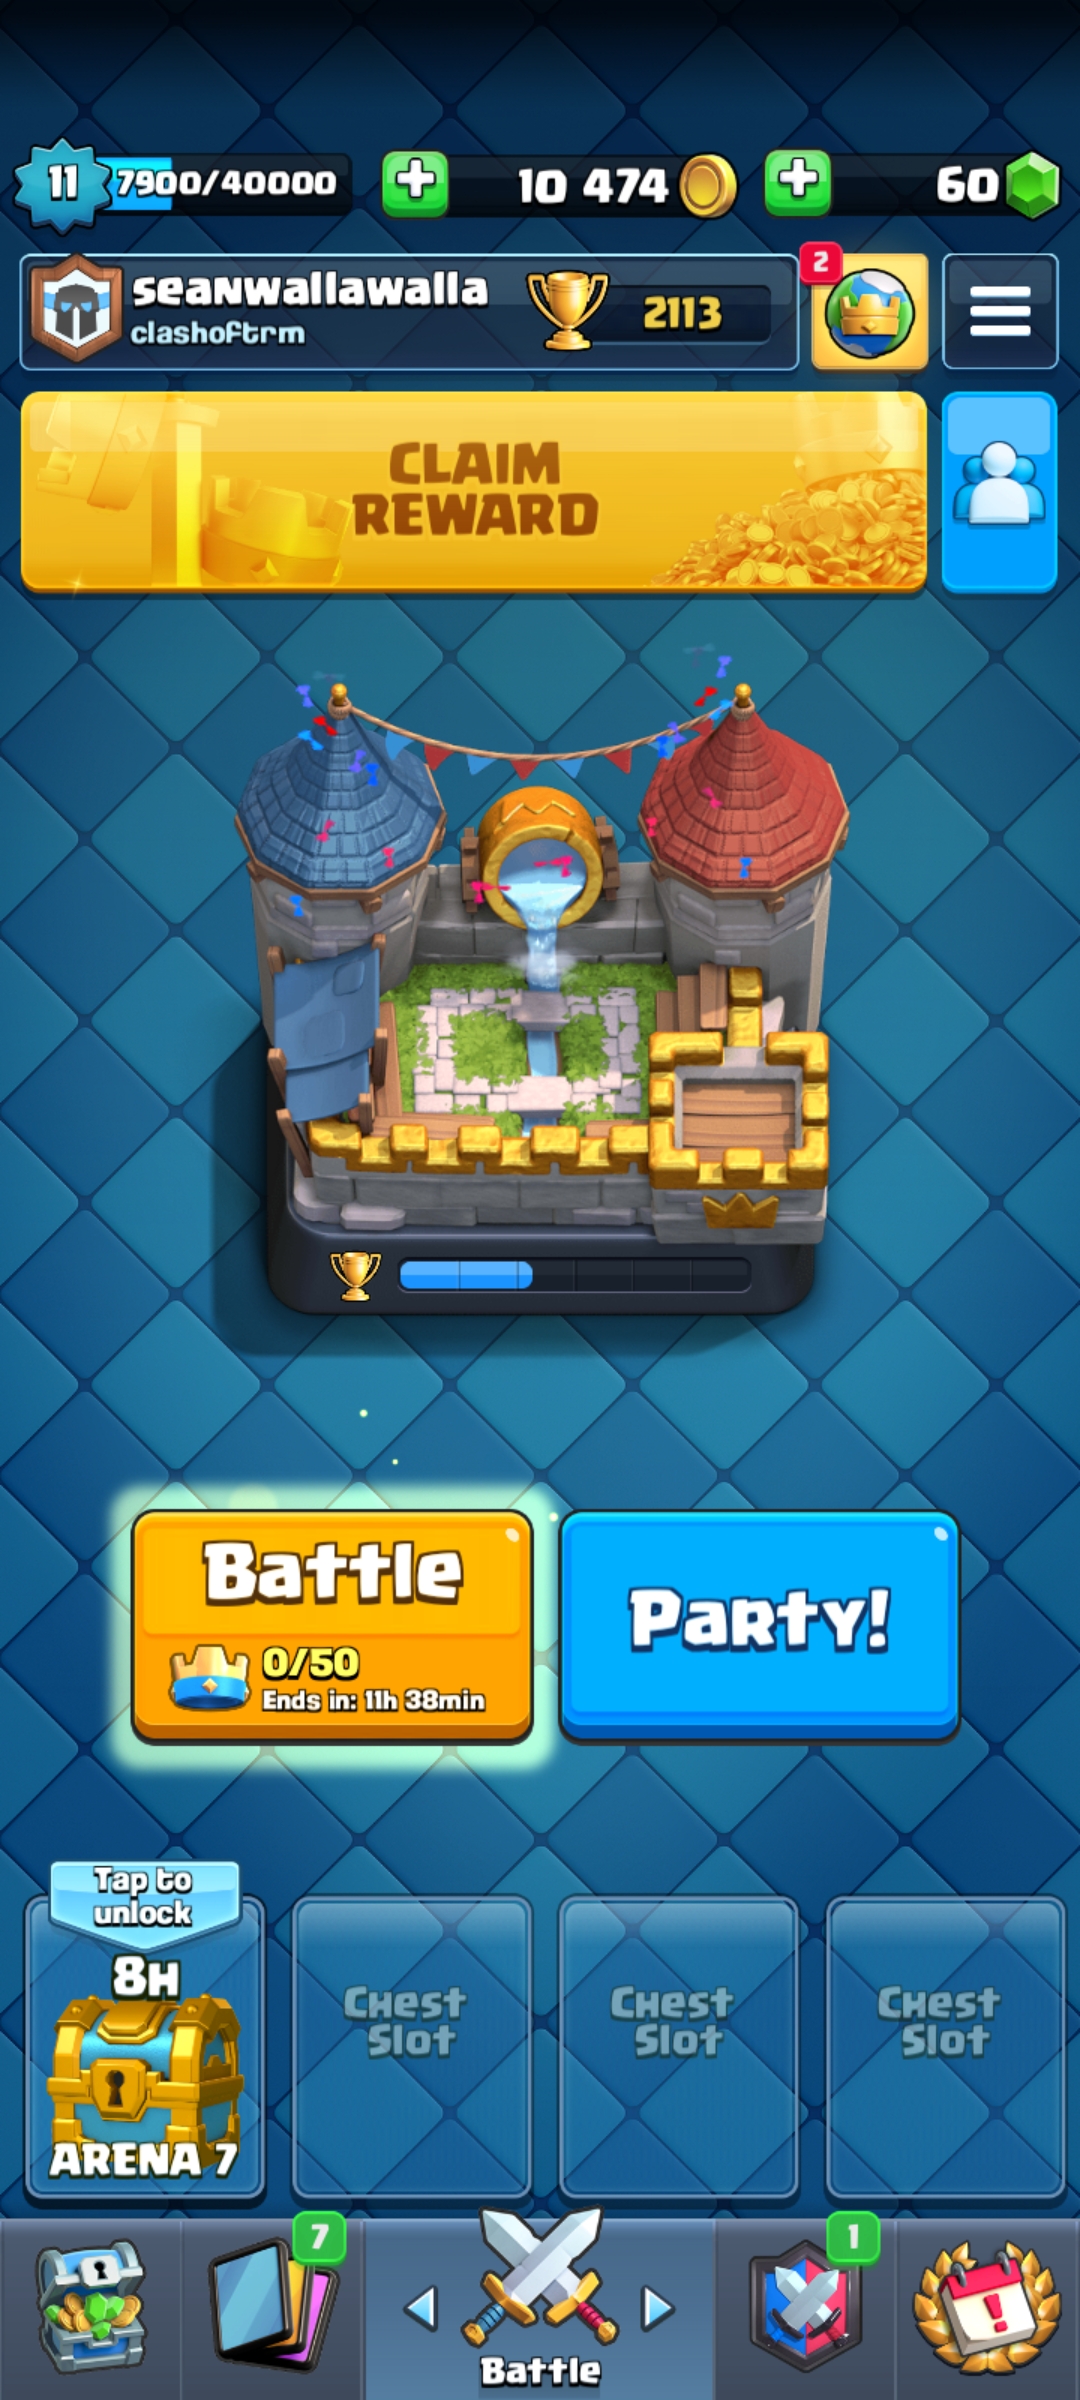 11
7900/40000
10 474
60
seanwallawalla
clashoftrm
2113
2
CLAIM
REWARD
Battle
0/50
Ends in: 11h 38min
Party!
Tap to
unlock
8H
ARENA 7
Chest
Slot
Chest
Slot
Chest
Slot
7
Battle
1
!